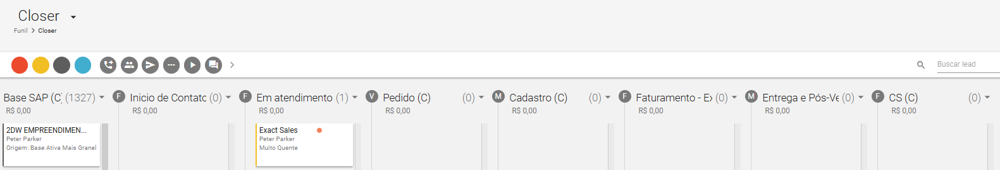 Closer
Funil > Closer
Buscar lead
Base SAP (C) (1327)
R$ 0,00
F Inicio de Contato (0)
R$ 0,00
F Em atendimento (1)
R$ 0,00
V Pedido (C) (0)
R$ 0,00
M Cadastro (C) (0)
R$ 0,00
F Faturamento - Ex (0)
R$ 0,00
M Entrega e Pós-Ve (0)
R$ 0,00
F CS (C) (0)
R$ 0,00
2DW EMPREENDIMEN...
Peter Parker
Origem: Base Ativa Mais Granel
Exact Sales
Peter Parker
Muito Quente